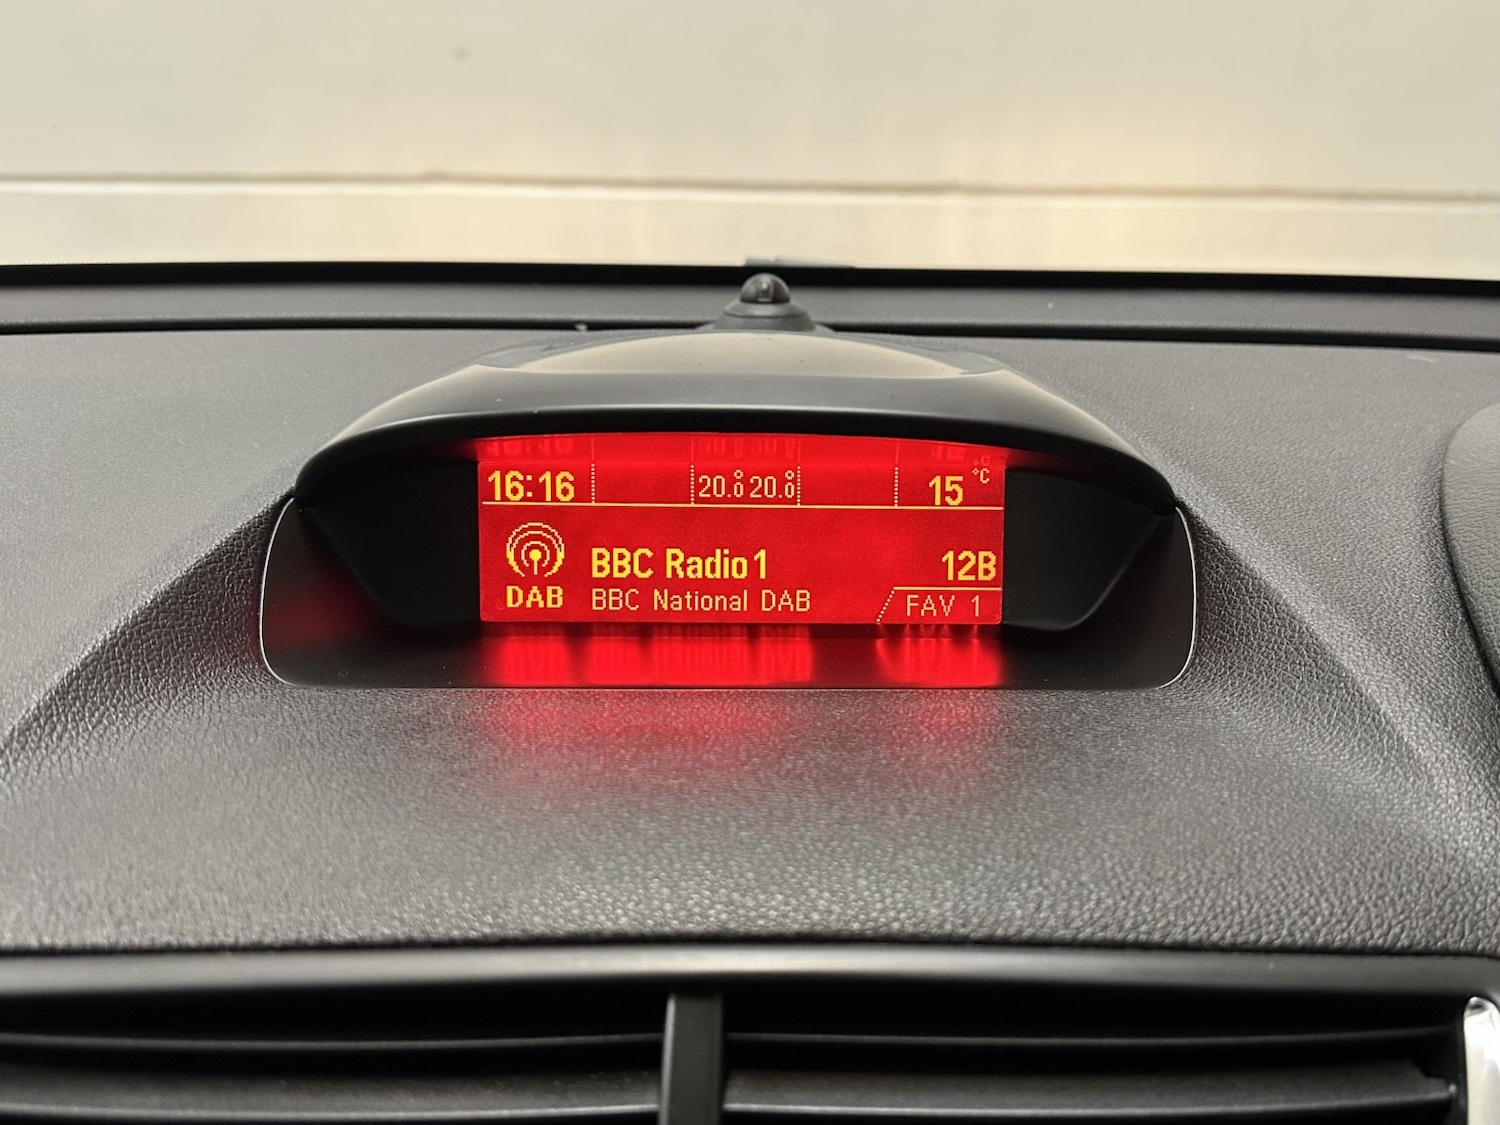 16:16 20.0° 20.0° 15 °C
BBC Radio 1 12B
DAB BBC National DAB FAV 1